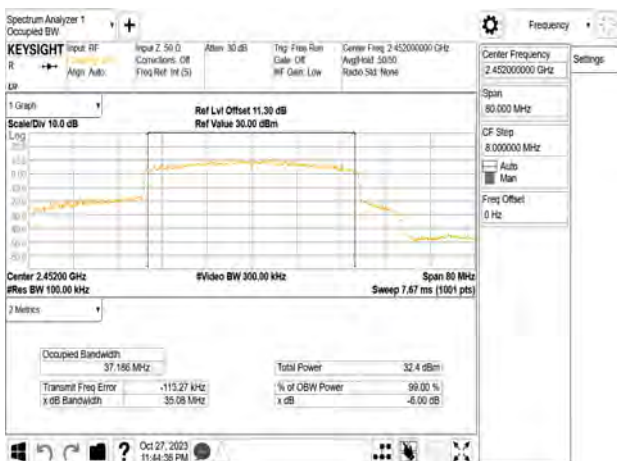 Spectrum Analyzer 1
Occupied BW
+
Frequency
KEYSIGHT Input: RF
Input Z: 50 Ω
Atten: 30 dB
Trig: Free Run
Center Freq: 2.452000000 GHz
R
Align: Auto
Corrections: Off
Freq Ref: Int (S)
Gate: Off
#IF Gain: Low
Avg|Hold: 50/50
Radio Std: None
Center Frequency
2.452000000 GHz
Settings
Span
80.000 MHz
CF Step
8.000000 MHz
Auto
Man
Freq Offset
0 Hz
1 Graph
Scale/Div 10.0 dB
Ref Lvl Offset 11.30 dB
Ref Value 30.00 dBm
Log
Center 2.45200 GHz
#Res BW 100.00 kHz
#Video BW 300.00 kHz
Span 80 MHz
Sweep 7.67 ms (1001 pts)
2 Metrics
Occupied Bandwidth
37.186 MHz
Total Power 32.4 dBm
Transmit Freq Error -113.27 kHz
% of OBW Power 99.00 %
x dB Bandwidth 35.08 MHz
x dB -6.00 dB
?
Oct 27, 2023
11:44:36 PM